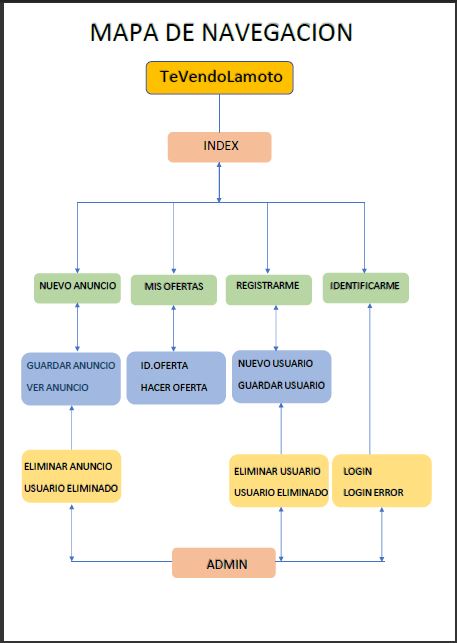 MAPA DE NAVEGACION
TeVendoLamoto
INDEX
NUEVO ANUNCIO
MIS OFERTAS
REGISTRARME
IDENTIFICARME
GUARDAR ANUNCIO
VER ANUNCIO
ID.OFERTA
HACER OFERTA
NUEVO USUARIO
GUARDAR USUARIO
ELIMINAR ANUNCIO
USUARIO ELIMINADO
ELIMINAR USUARIO
USUARIO ELIMINADO
LOGIN
LOGIN ERROR
ADMIN